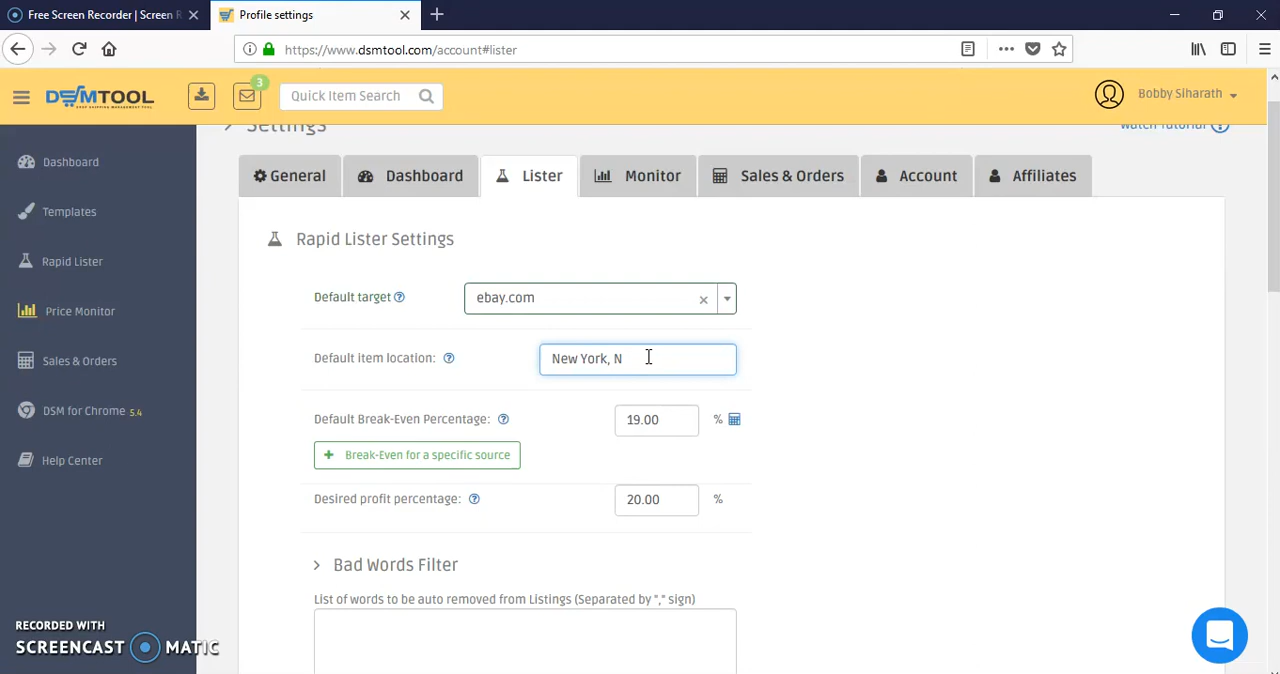 Free Screen Recorder | Screen R
Profile settings
https://www.dsmtool.com/account#lister
DSMTOOL
DROP SHIPPING MANAGEMENT TOOL
3
Quick Item Search
Bobby Siharath
Settings
Watch Tutorial
Dashboard
Templates
Rapid Lister
Price Monitor
Sales & Orders
DSM for Chrome 5.4
Help Center
General
Dashboard
Lister
Monitor
Sales & Orders
Account
Affiliates
Rapid Lister Settings
Default target
ebay.com
Default item location:
New York, N
Default Break-Even Percentage:
19.00 %
+ Break-Even for a specific source
Desired profit percentage:
20.00 %
Bad Words Filter
List of words to be auto removed from Listings (Separated by "," sign)
RECORDED WITH
SCREENCAST MATIC